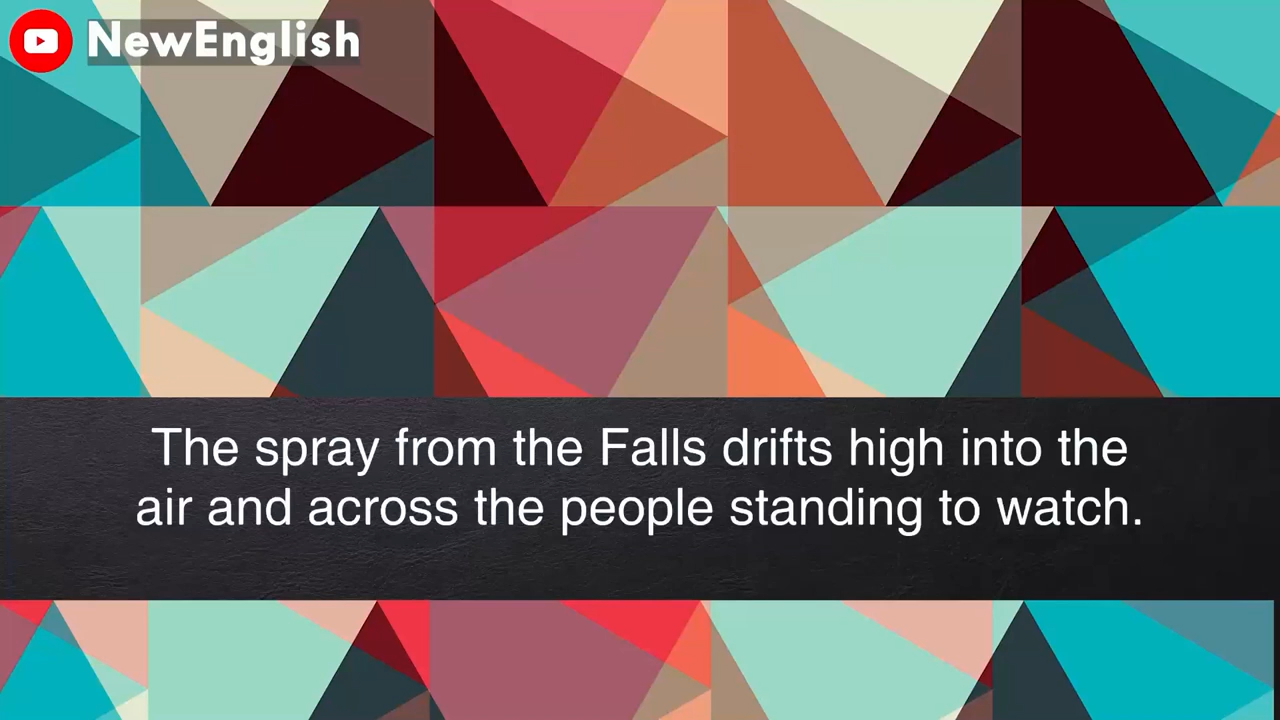 NewEnglish
The spray from the Falls drifts high into the
air and across the people standing to watch.